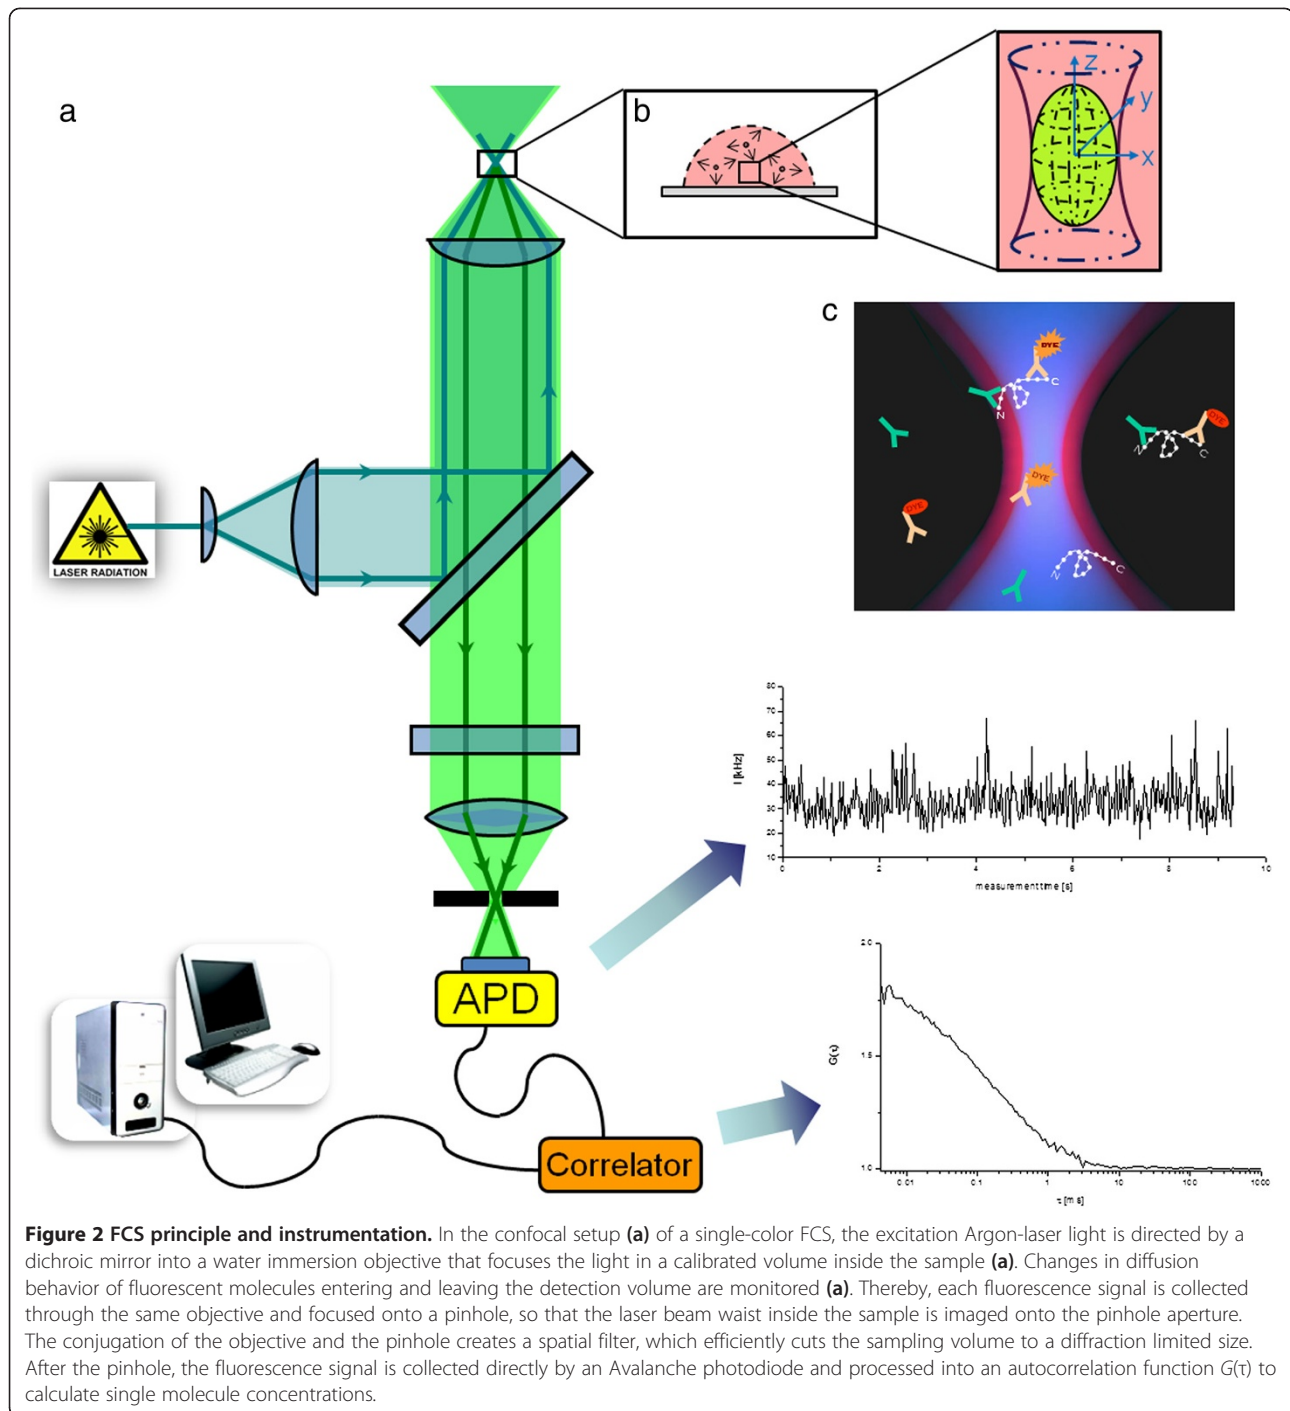 a
b
z
y
x
c
DYE
C
N
DYE
N
C
DYE
DYE
N
C
LASER RADIATION
80
70
60
50
40
30
20
10
I [kHz]
0
2
4
6
8
10
measurement time [s]
APD
Correlator
2.0
1.5
1.0
G(τ)
0.01
0.1
1
10
100
1000
τ [ms]
Figure 2 FCS principle and instrumentation. In the confocal setup (a) of a single-color FCS, the excitation Argon-laser light is directed by a
dichroic mirror into a water immersion objective that focuses the light in a calibrated volume inside the sample (a). Changes in diffusion
behavior of fluorescent molecules entering and leaving the detection volume are monitored (a). Thereby, each fluorescence signal is collected
through the same objective and focused onto a pinhole, so that the laser beam waist inside the sample is imaged onto the pinhole aperture.
The conjugation of the objective and the pinhole creates a spatial filter, which efficiently cuts the sampling volume to a diffraction limited size.
After the pinhole, the fluorescence signal is collected directly by an Avalanche photodiode and processed into an autocorrelation function G(τ) to
calculate single molecule concentrations.